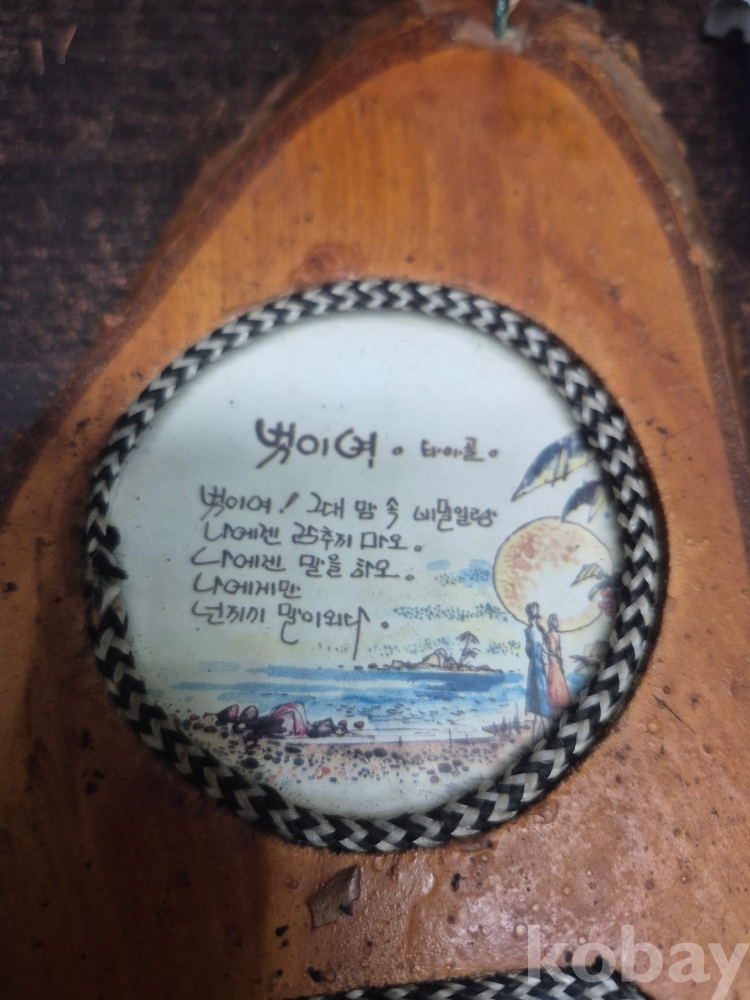 벗이여 · 타아골 ·
벗이여! 그대 맘 속 비밀일랑
나에겐 감추지 마오.
나에겐 말을 하오.
나에게만
넌지시 말이외다.
kobay